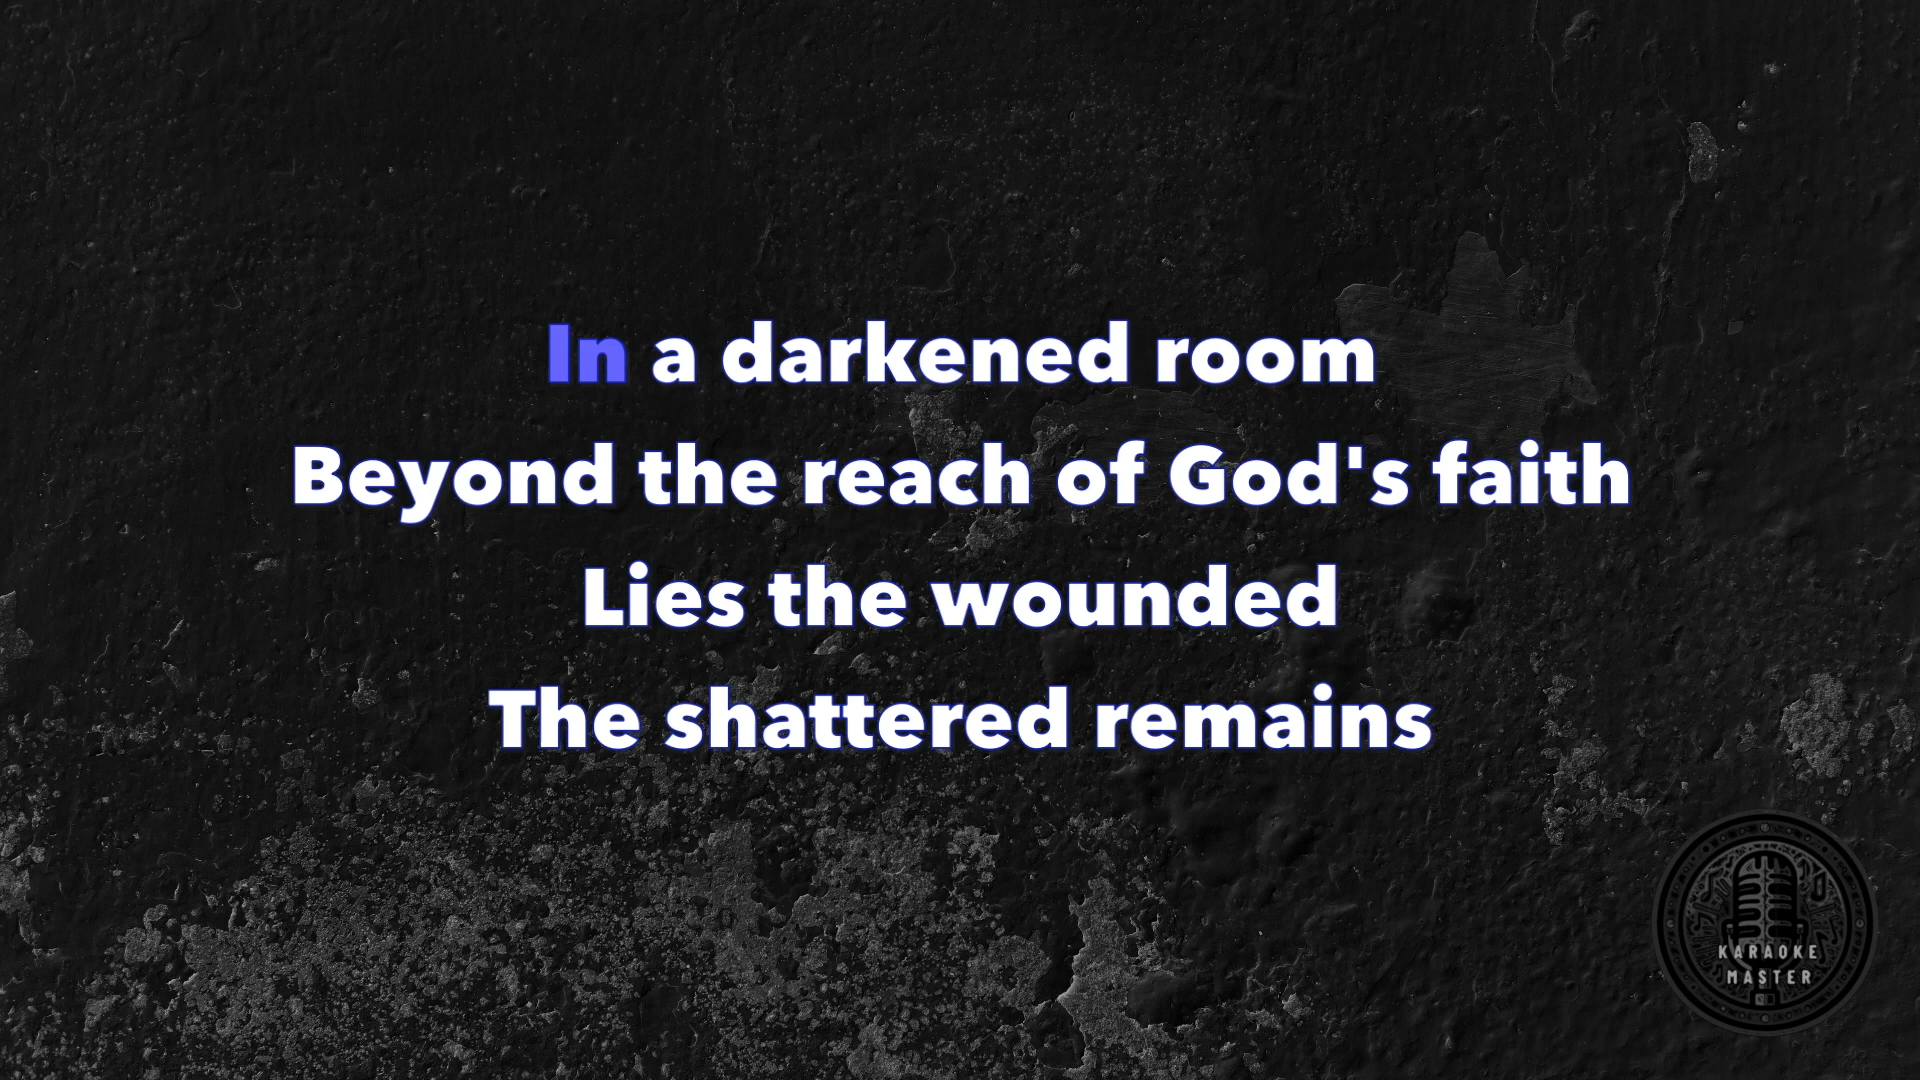 In a darkened room
Beyond the reach of God's faith
Lies the wounded
The shattered remains
KARAOKE
MASTER